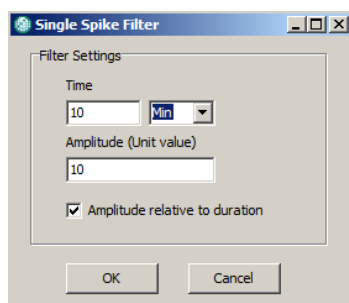 Single Spike Filter
Filter Settings
Time
10 Min
Amplitude (Unit value)
10
Amplitude relative to duration
OK Cancel